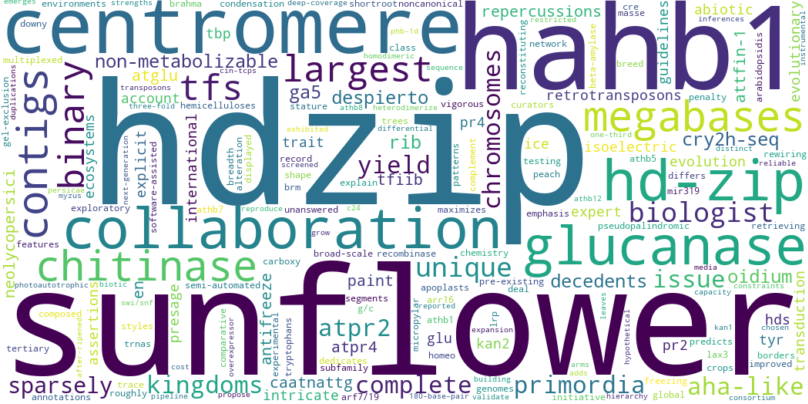 centromere
hahb1
hdzip
sunflower
hd-zip
collaboration
glucanase
megabases
contigs
binary
largest
tfs
chitinase
biologist
unique
yield
complete
kingdoms
primordia
aha-like
sparsely
issue
oidium
chromosomes
non-metabolizable
repercussions
retrotransposons
isoelectric
cry2h-seq
guidelines
abiotic
attfin-1
evolutionary
evolution
expert
ice
pr4
rib
tfiib
despierto
ga5
atglu
account
tbp
trait
explicit
international
ecosystems
neolycopersici
assertions
presage
en
antifreeze
paint
atpr2
atpr4
glu
kan2
decedents
pr2
tyr
hds
transduction
intricate
caatnattg
downy
multiplexed
environments
strengths
brahma
condensation
deep-coverage
shortroot
noncanonical
emerges
phb-1d
homodimeric
class
cin-tcps
sequence
network
restricted
reconstituting
beta-amylase
breed
cre
masse
inferences
arabidopsidis
instrumental
gel-exclusion
duplications
transposons
hemicelluloses
three-fold
stature
athb8
heterodimerize
vigorous
penalty
curators
trees
differential
exhibited
displayed
breadth
alteration
record
screened
shape
brm
explain
patterns
complement
testing
peach
one-third
distinct
rewiring
reliable
next-generation
software-assisted
exploratory
persicae
myzus
features
athb7
reproduce
unanswered
c24
maximizes
differs
athb5
mir319
emphasis
athb12
pseudopalindromic
retrieving
photoautotrophic
biotic
swi/snf
semi-automated
broad-scale
recombinase
carboxy
segments
g/c
apoplasts
reported
arr16
athb1
pre-existing
chemistry
deal
lrp
micropylar
grow
media
capacity
constraints
leaves
kan1
chosen
predicts
lax3
crops
borders
improved
composed
styles
after-ripened
tertiary
trnas
cost
comparative
overexpressor
experimental
tryptophans
subfamily
dedicates
homeo
expansion
hypothetical
annotations
trace
roughly
pipeline
propose
arf7/19
180-base-pair
building
genomes
validate
arms
adds
initiative
hierarchy
freezing
global
consortium